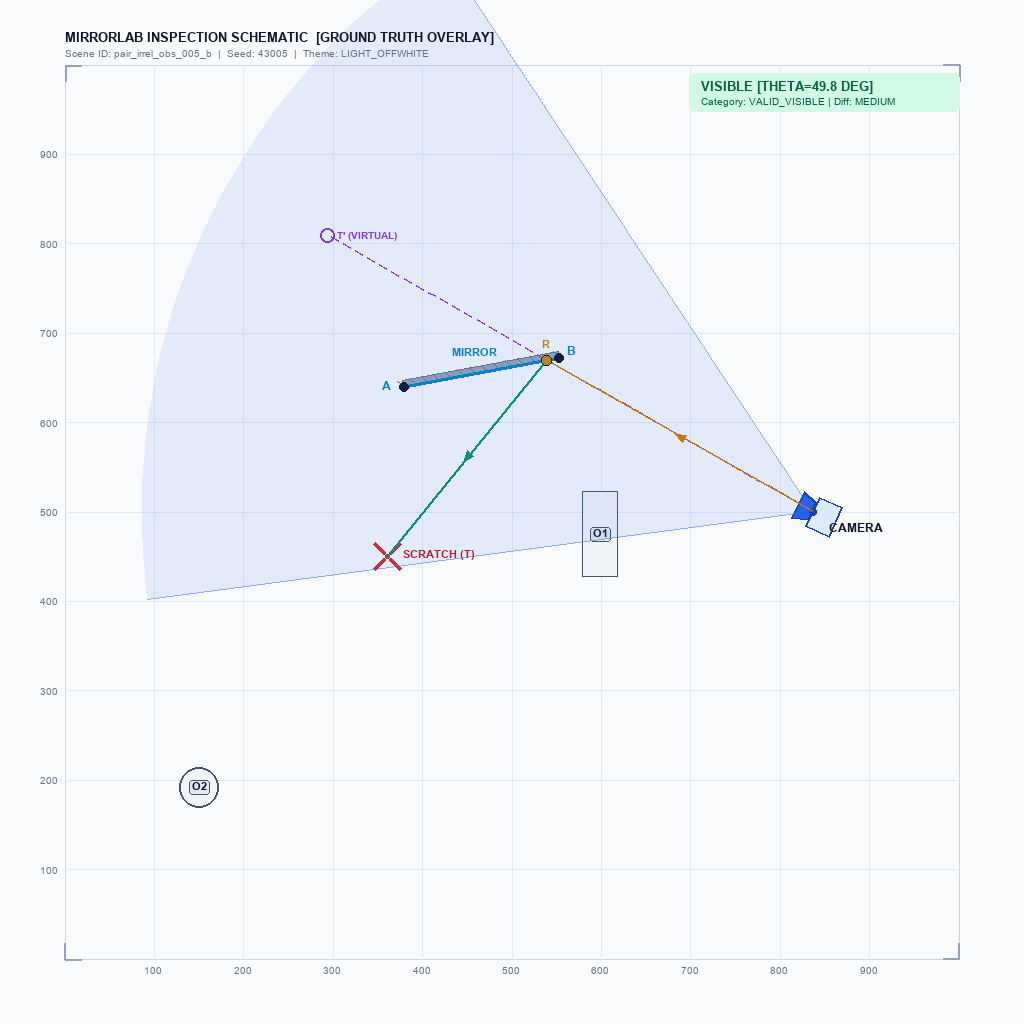 MIRRORLAB INSPECTION SCHEMATIC  [GROUND TRUTH OVERLAY]
Scene ID: pair_irrel_obs_005_b  |  Seed: 43005  |  Theme: LIGHT_OFFWHITE
VISIBLE [THETA=49.8 DEG]
Category: VALID_VISIBLE | Diff: MEDIUM
900
800
T' (VIRTUAL)
700
R
MIRROR
B
A
600
500
CAMERA
O1
SCRATCH (T)
400
300
200
O2
100
100
200
300
400
500
600
700
800
900